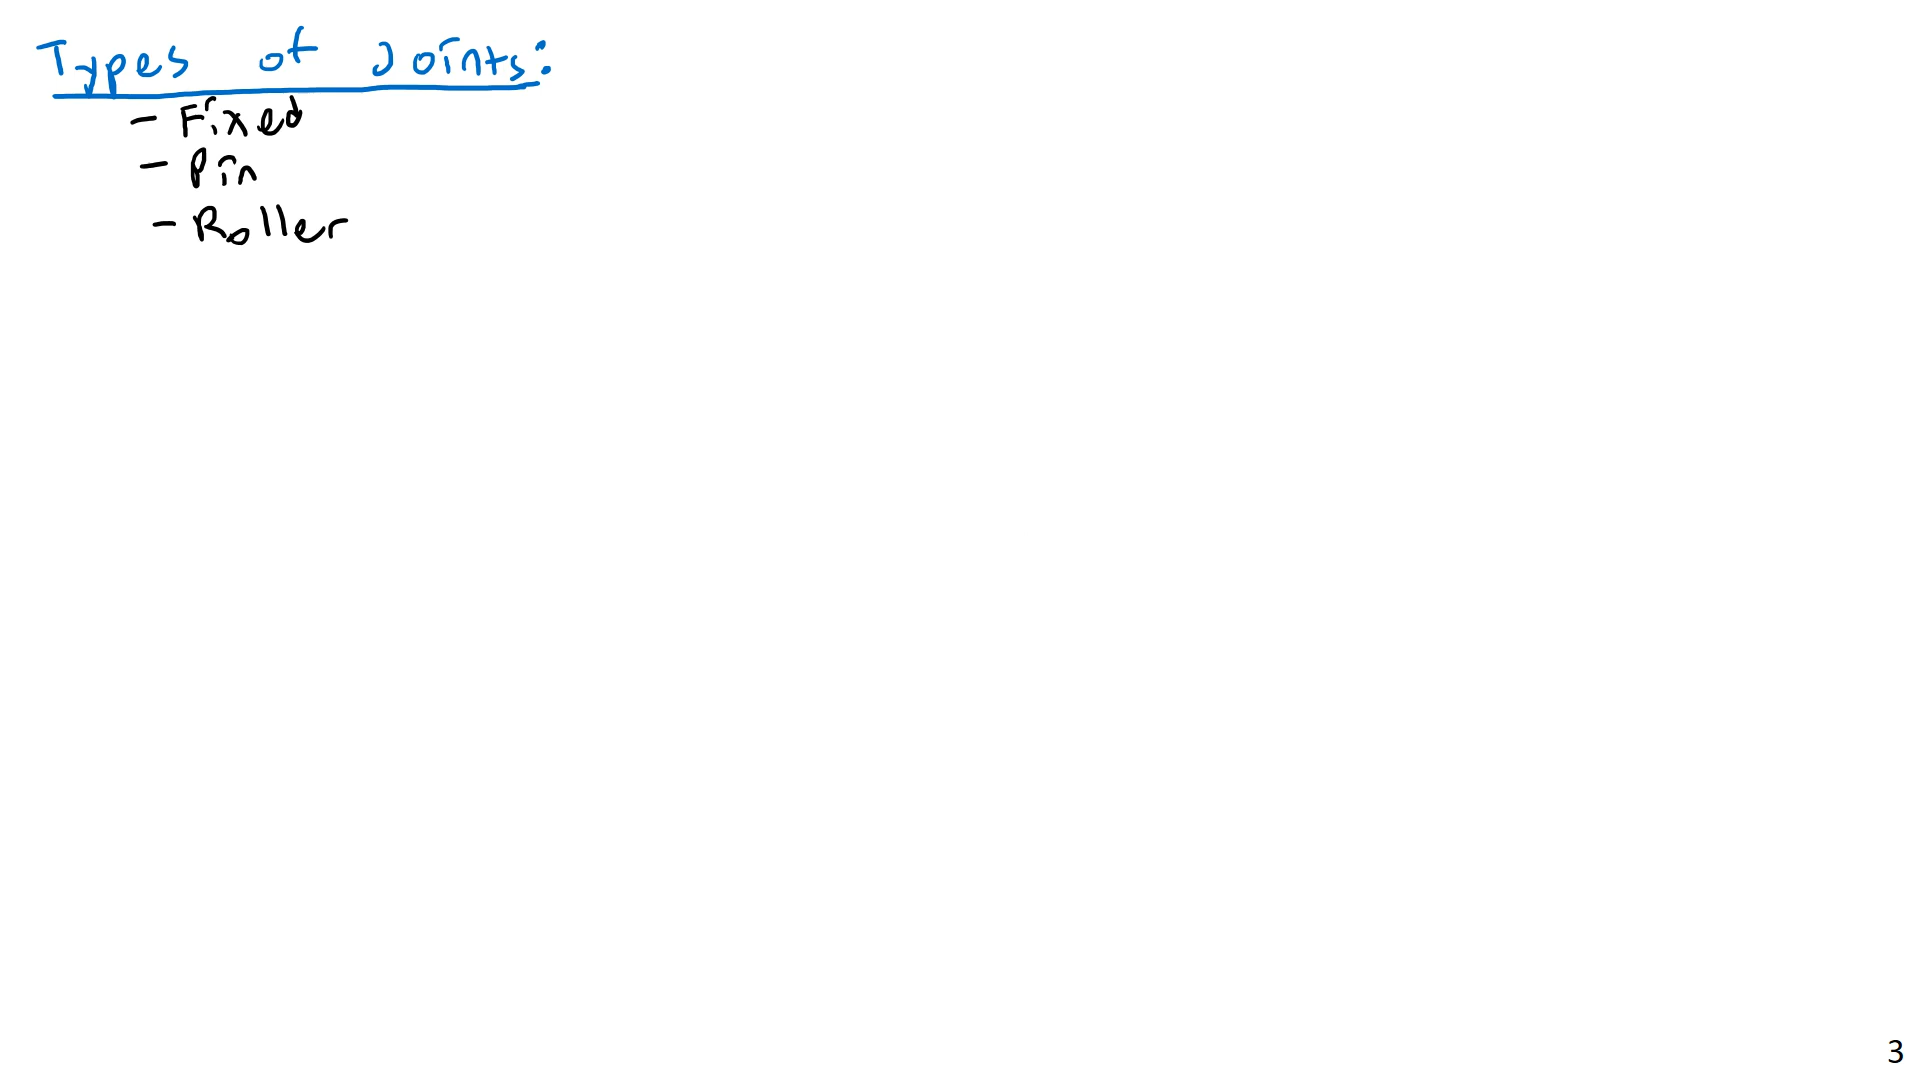 Types of Joints:
- Fixed
- Pin
- Roller
3